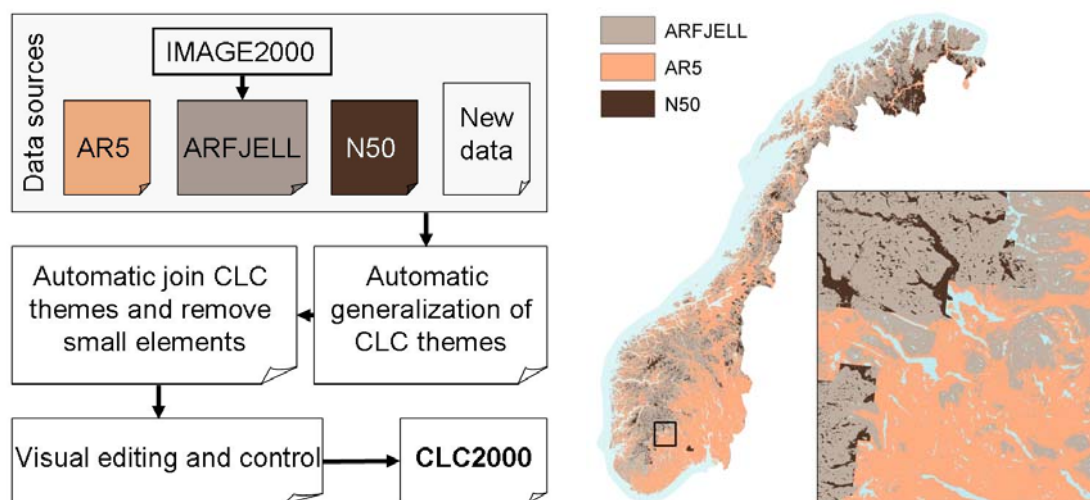 Data sources
IMAGE2000
AR5
ARFJELL
N50
New
data
Automatic join CLC
themes and remove
small elements
Automatic
generalization of
CLC themes
Visual editing and control
CLC2000
ARFJELL
AR5
N50